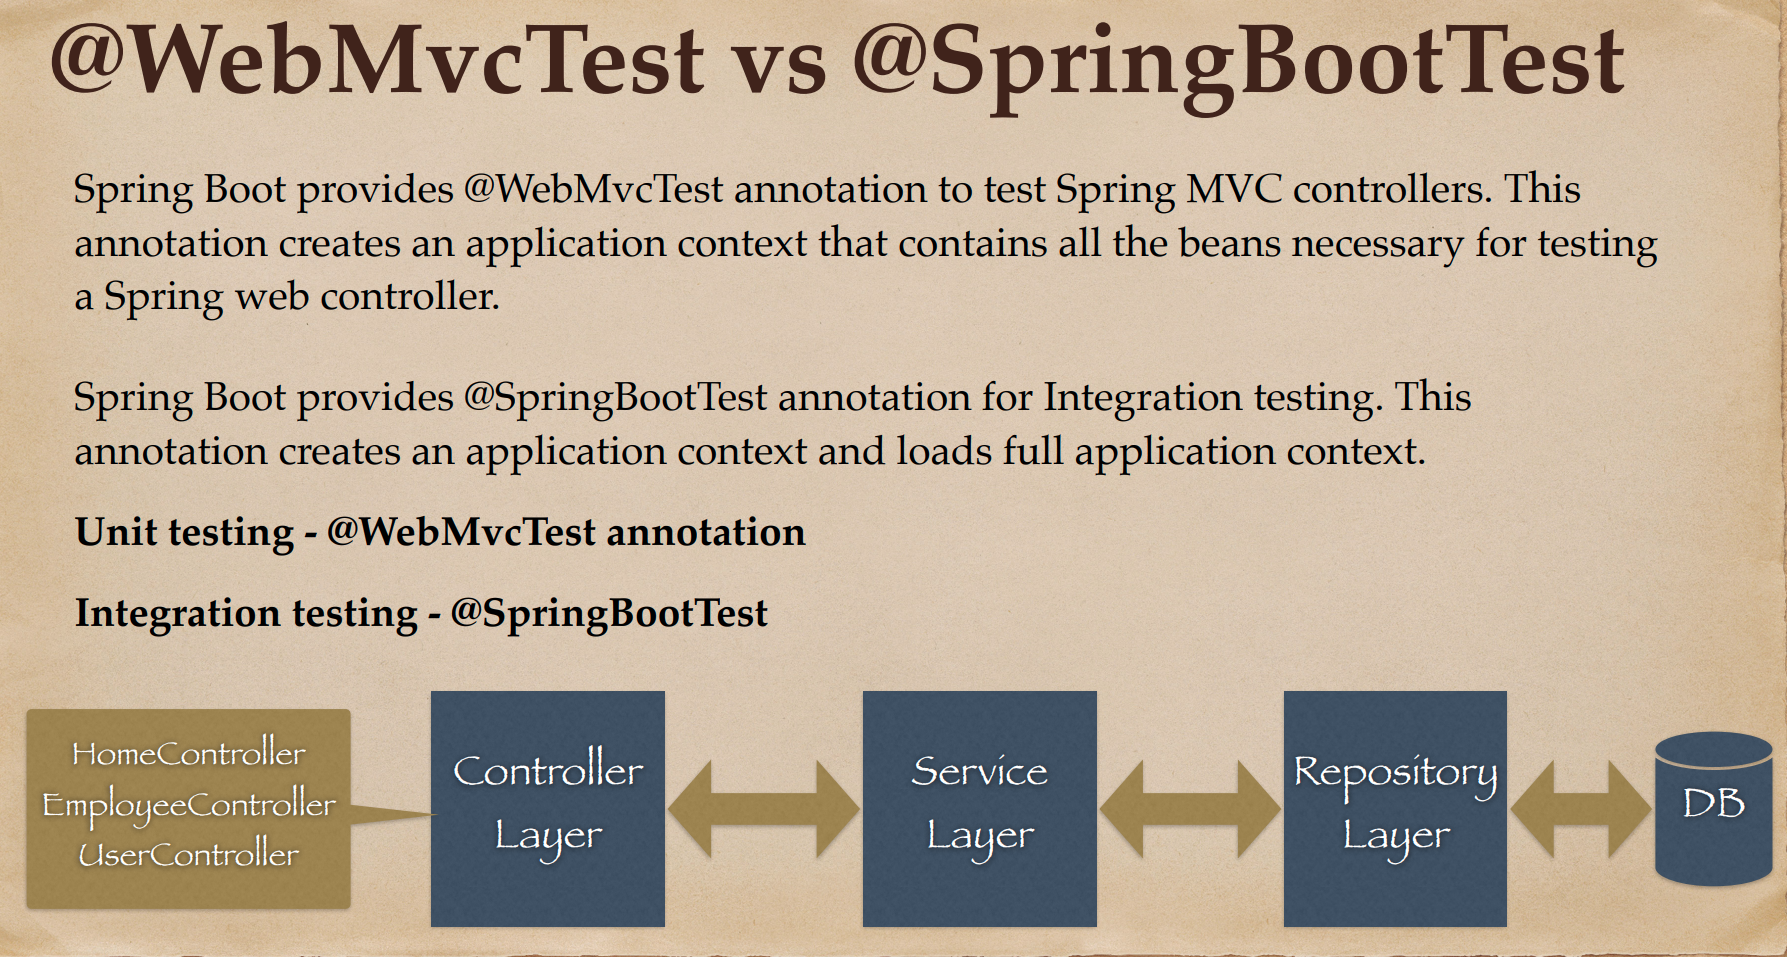 @WebMvcTest vs @SpringBootTest
Spring Boot provides @WebMvcTest annotation to test Spring MVC controllers. This
annotation creates an application context that contains all the beans necessary for testing
a Spring web controller.
Spring Boot provides @SpringBootTest annotation for Integration testing. This
annotation creates an application context and loads full application context.
Unit testing - @WebMvcTest annotation
Integration testing - @SpringBootTest
HomeController
EmployeeController
UserController
Controller
Layer
Service
Layer
Repository
Layer
DB